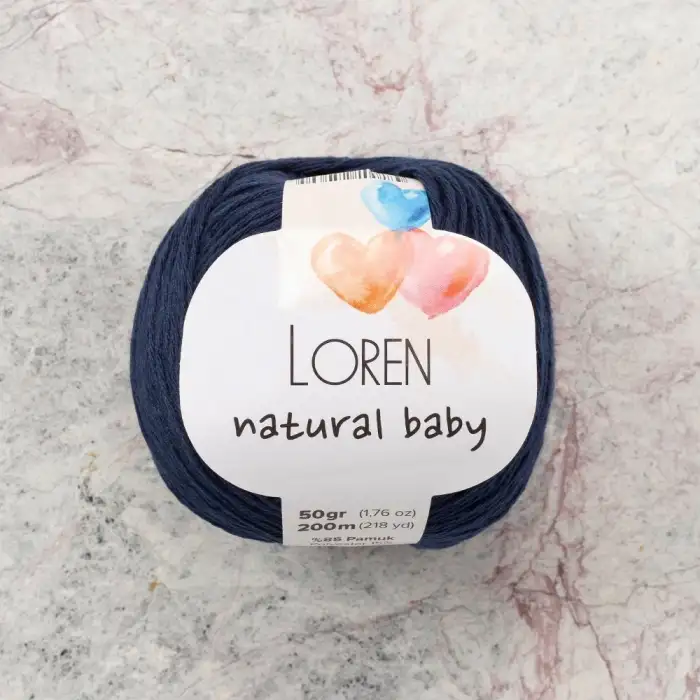 LOREN
natural baby
50gr (1,76 oz)
200m (218 yd)
%85 Pamuk